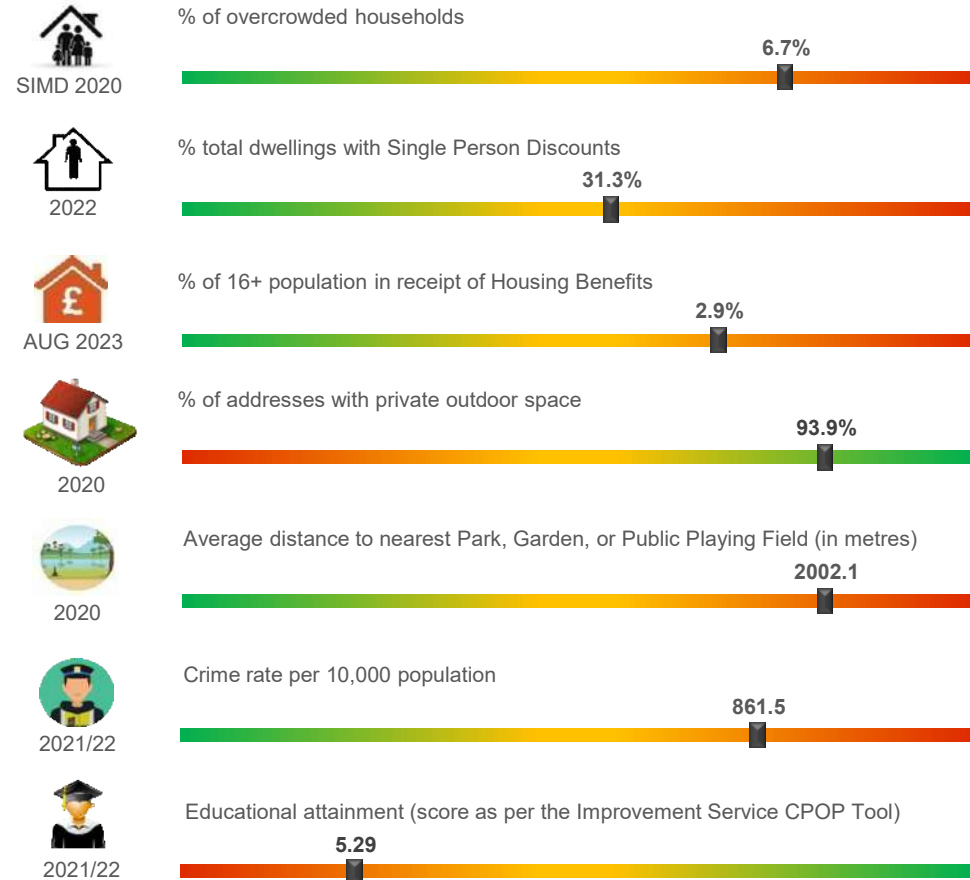 % of overcrowded households
6.7%
SIMD 2020
% total dwellings with Single Person Discounts
31.3%
2022
% of 16+ population in receipt of Housing Benefits
2.9%
£
AUG 2023
% of addresses with private outdoor space
93.9%
2020
Average distance to nearest Park, Garden, or Public Playing Field (in metres)
2002.1
2020
Crime rate per 10,000 population
861.5
2021/22
Educational attainment (score as per the Improvement Service CPOP Tool)
5.29
2021/22